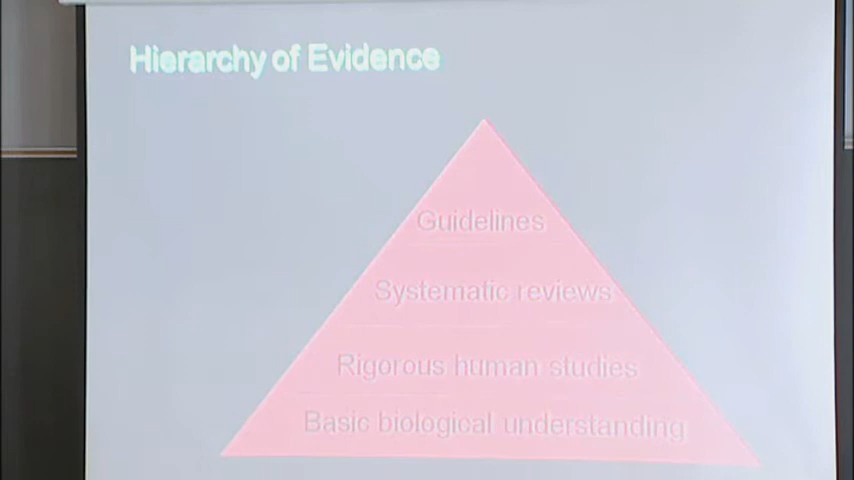 Hierarchy of Evidence
Guidelines
Systematic reviews
Rigorous human studies
Basic biological understanding